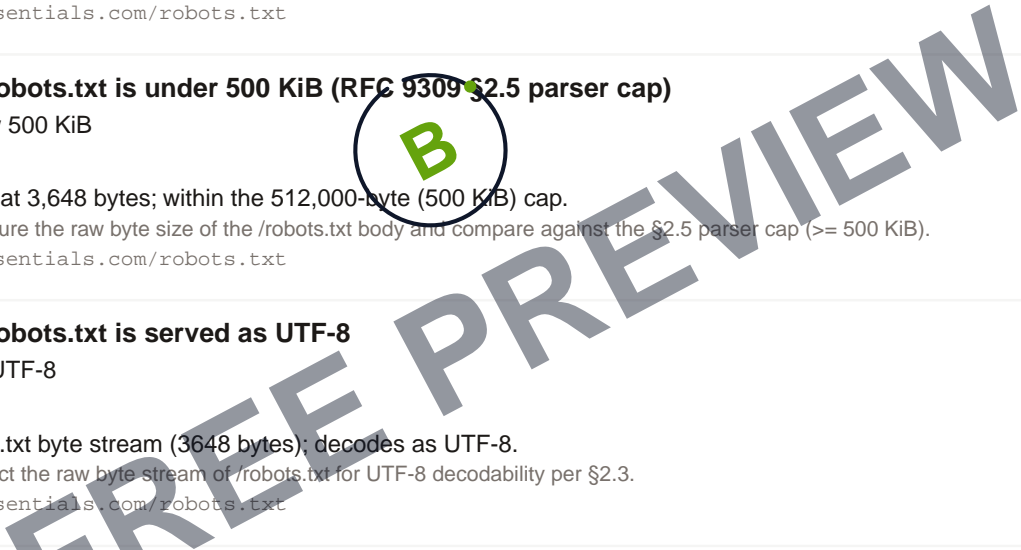 sentials.com/robots.txt
obots.txt is under 500 KiB (RFC 9309 §2.5 parser cap)
500 KiB
B
at 3,648 bytes; within the 512,000-byte (500 KiB) cap.
ure the raw byte size of the /robots.txt body and compare against the §2.5 parser cap (>= 500 KiB).
sentials.com/robots.txt
obots.txt is served as UTF-8
UTF-8
.txt byte stream (3648 bytes); decodes as UTF-8.
ct the raw byte stream of /robots.txt for UTF-8 decodability per §2.3.
sentials.com/robots.txt
FREE PREVIEW